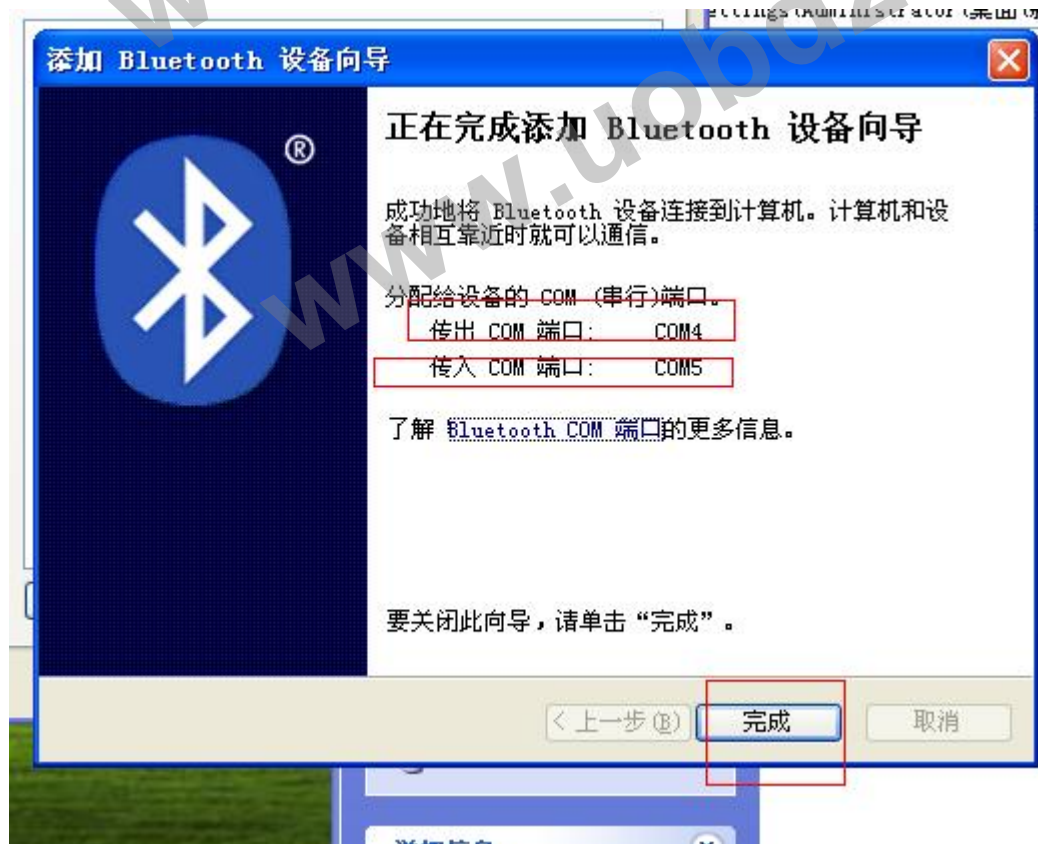 添加 Bluetooth 设备向导
正在完成添加 Bluetooth 设备向导
®
成功地将 Bluetooth 设备连接到计算机。计算机和设
备相互靠近时就可以通信。
分配给设备的 COM (串行)端口。
传出 COM 端口: COM4
传入 COM 端口: COM5
了解 Bluetooth COM 端口的更多信息。
要关闭此向导，请单击“完成”。
< 上一步(B)
完成
取消